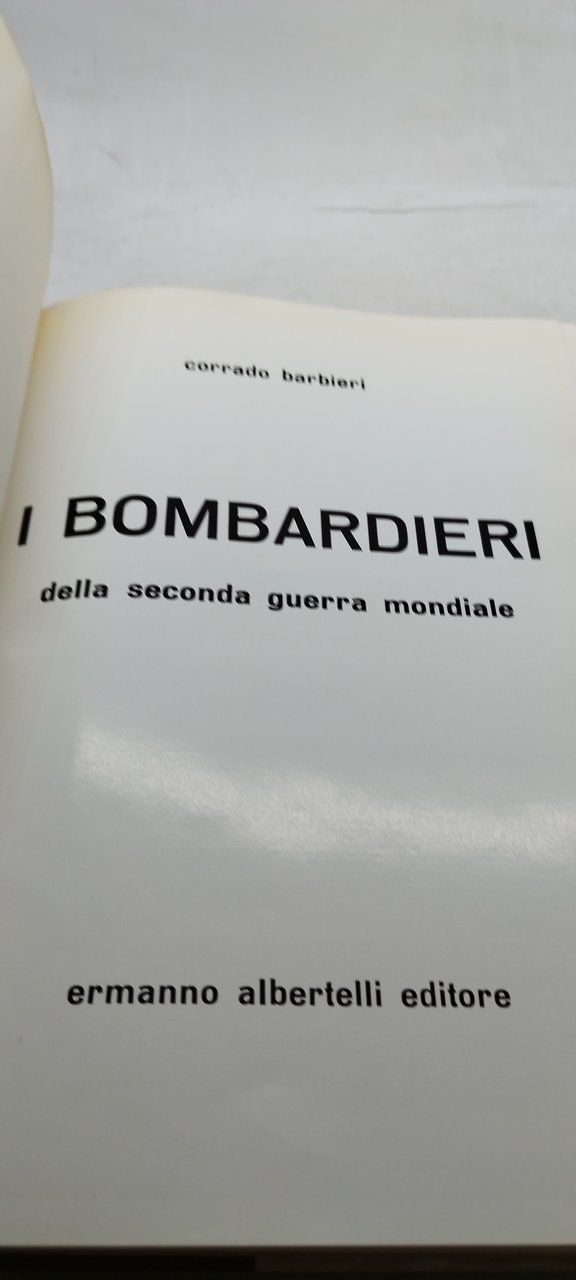 corrado barbieri
I BOMBARDIERI
della seconda guerra mondiale
ermanno albertelli editore